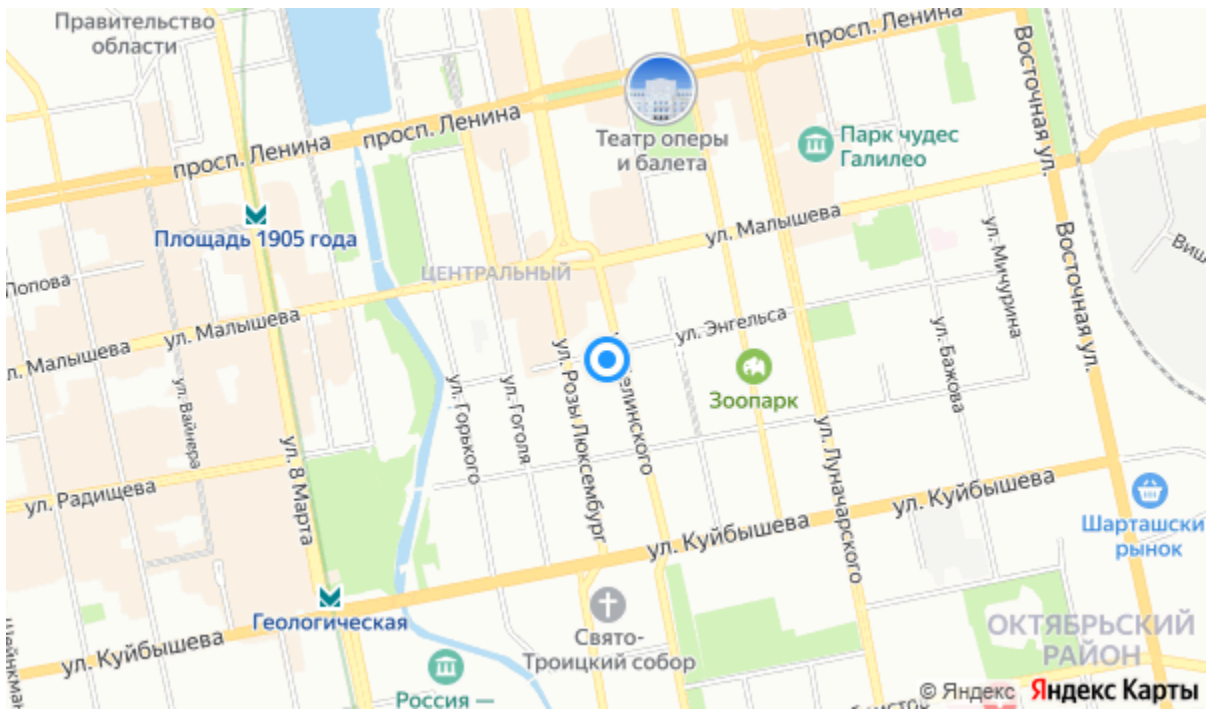 Правительство
области
просп. Ленина
Восточная ул.
просп. Ленина
просп. Ленина
Театр оперы
и балета
Парк чудес
Галилео
Площадь 1905 года
ул. Малышева
ул. Мичурина
Восточная ул.
ЦЕНТРАЛЬНЫЙ
Попова
ул. Малышева
ул. Энгельса
л. Малышева
ул. Бажова
ул. Вайнера
ул. Горького
ул. Гоголя
ул. Розы Люксембург
елинского
Зоопарк
ул. Луначарского
ул. Радищева
ул. 8 Марта
ул. Куйбышева
ул. Куйбышева
Шарташски
рынок
Геологическая
ул. Куйбышева
Свято-
Троицкий собор
ОКТЯБРЬСКИЙ
РАЙОН
Россия —
© Яндекс Яндекс Карты